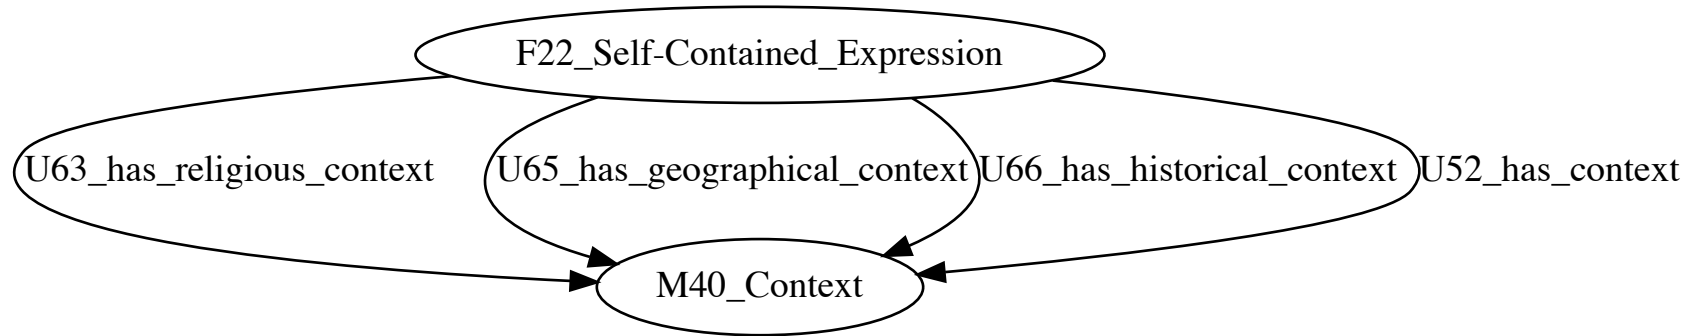 F22_Self-Contained_Expression
U63_has_religious_context
U65_has_geographical_context
U66_has_historical_context
U52_has_context
M40_Context